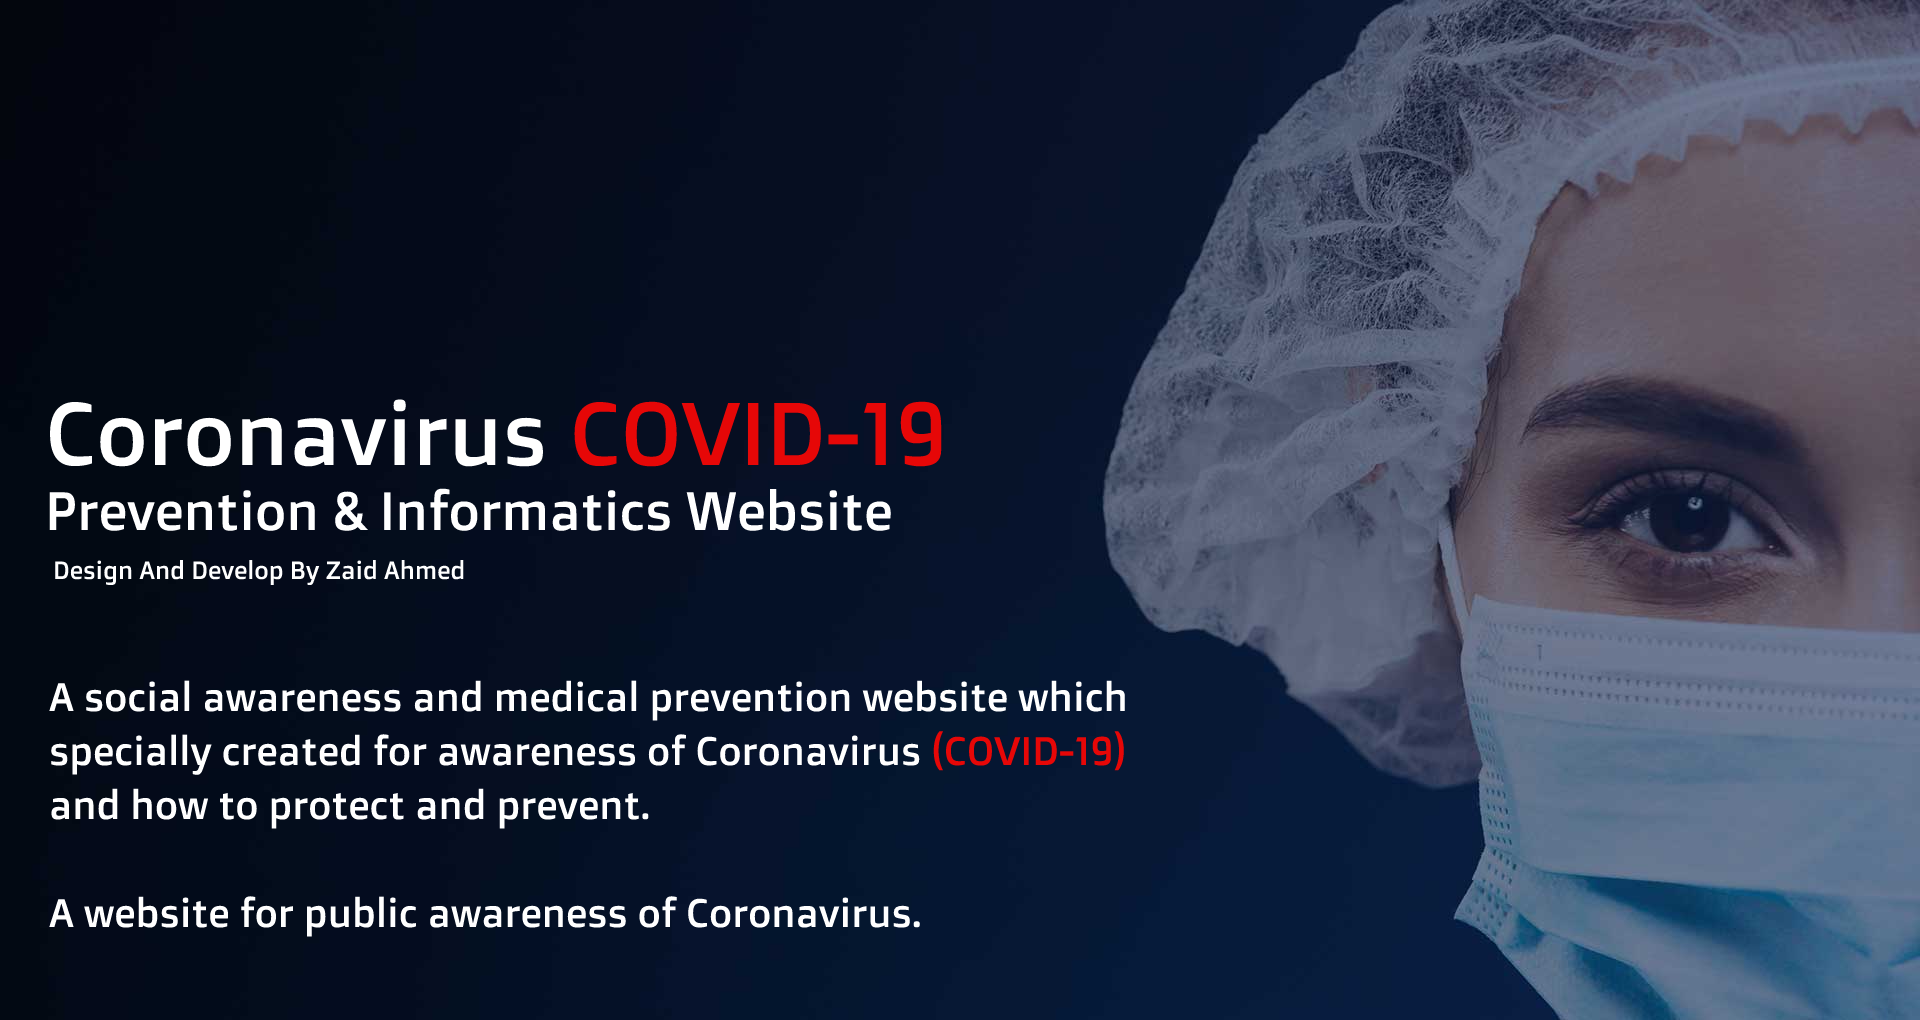 Coronavirus COVID-19
Prevention & Informatics Website
Design And Develop By Zaid Ahmed
A social awareness and medical prevention website which
specially created for awareness of Coronavirus (COVID-19)
and how to protect and prevent.
A website for public awareness of Coronavirus.